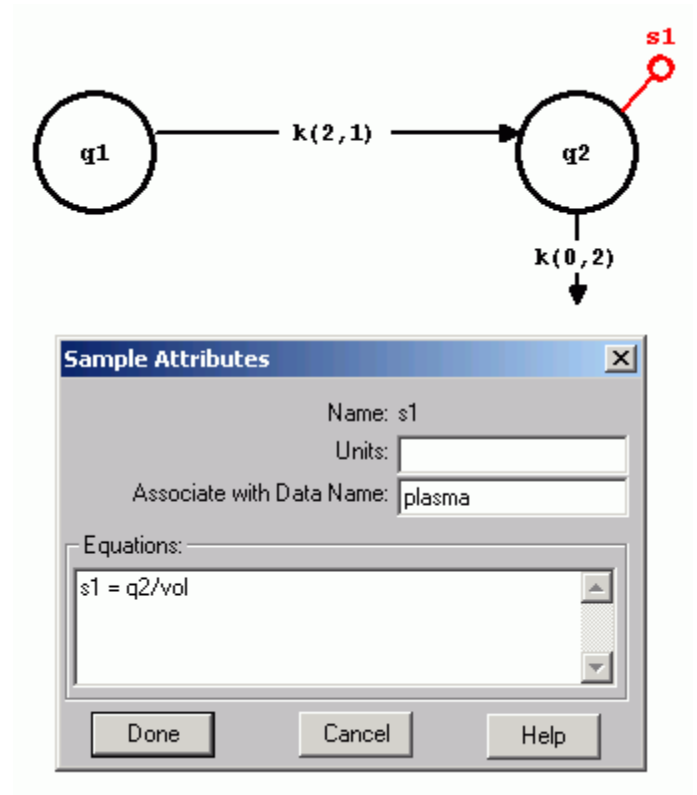 s1
q1
k(2,1)
q2
k(0,2)
Sample Attributes
Name: s1
Units:
Associate with Data Name: plasma
Equations:
s1 = q2/vol
Done Cancel Help